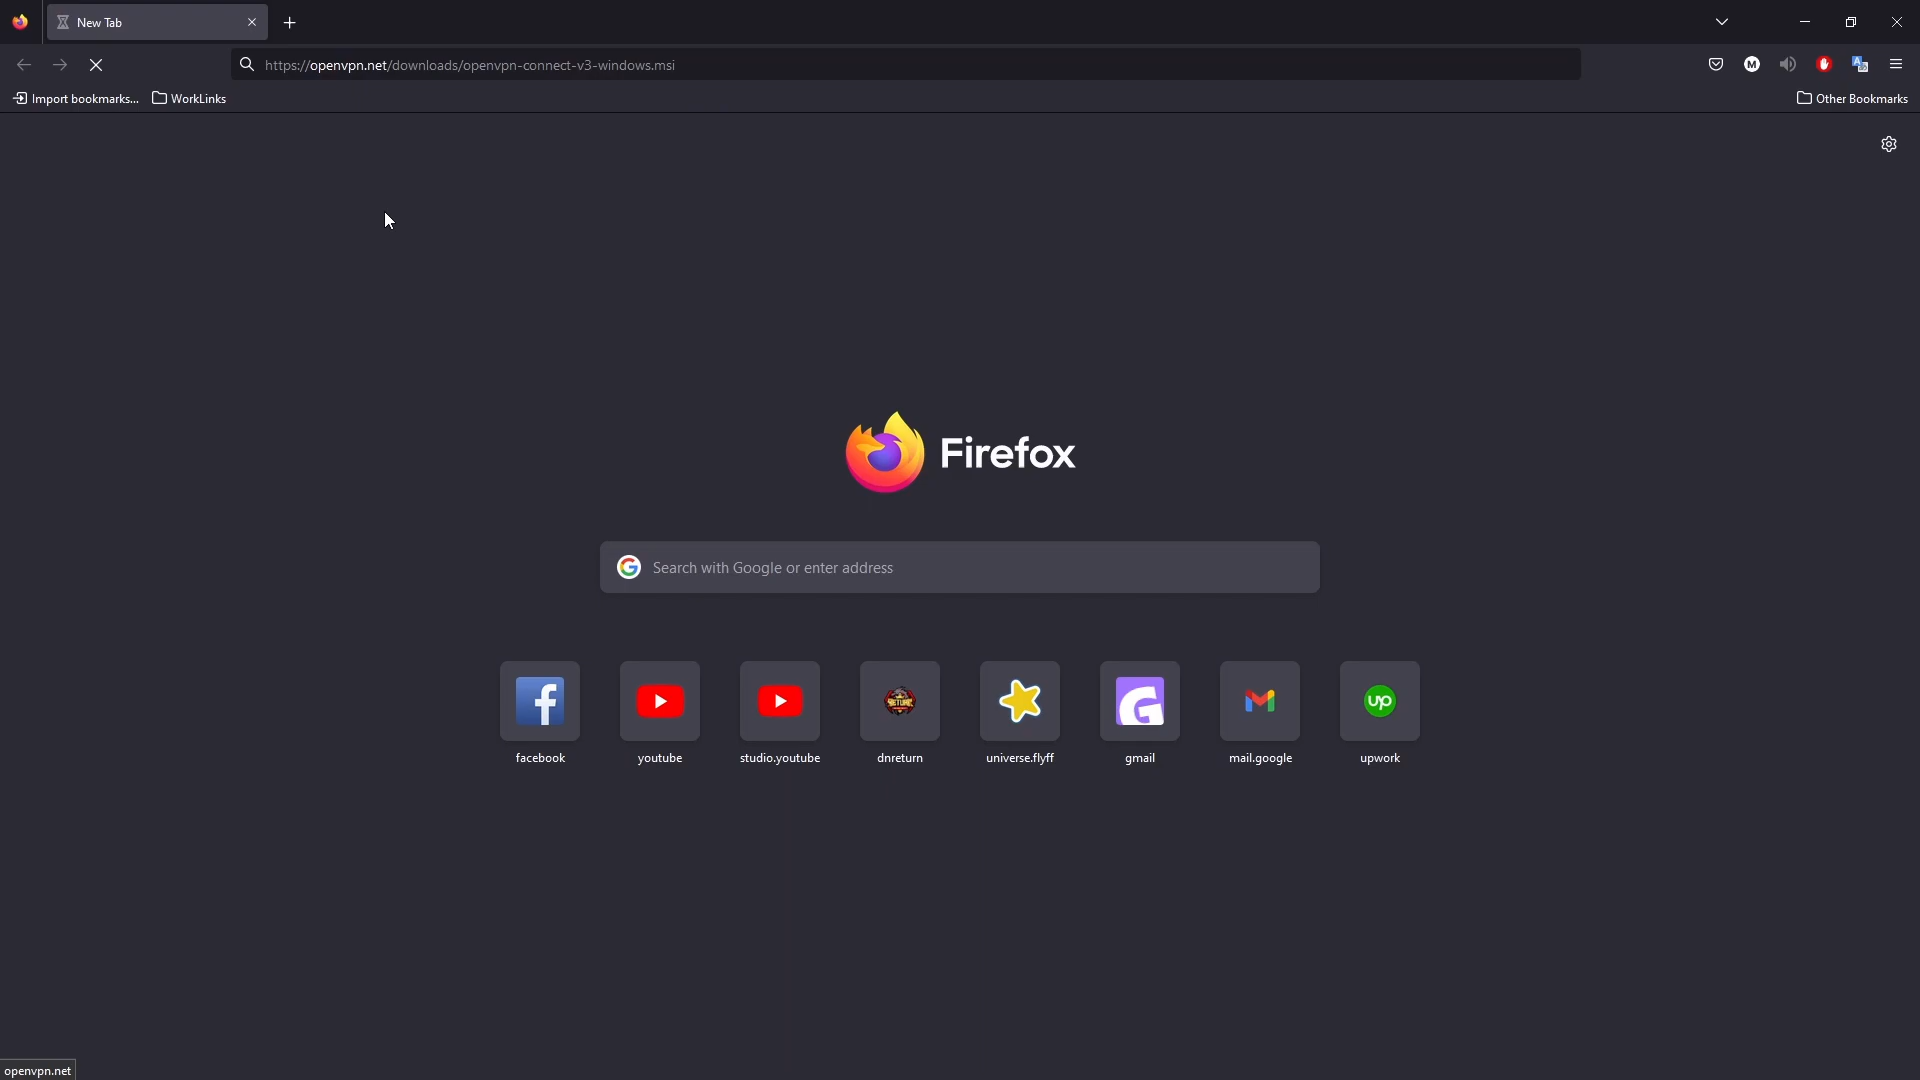 New Tab
https://openvpn.net/downloads/openvpn-connect-v3-windows.msi
M
Import bookmarks...
WorkLinks
Other Bookmarks
Firefox
Search with Google or enter address
up
facebook
youtube
studio.youtube
dnreturn
universe.flyff
gmail
mail.google
upwork
openvpn.net